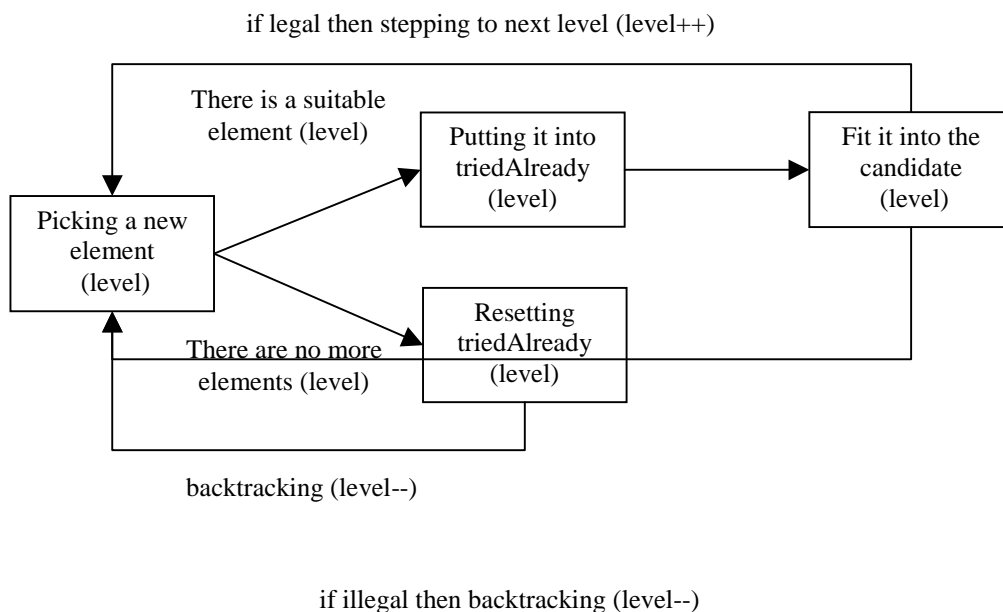 if legal then stepping to next level (level++)
There is a suitable
element (level)
Putting it into
triedAlready
(level)
Fit it into the
candidate
(level)
Picking a new
element
(level)
Resetting
triedAlready
(level)
There are no more
elements (level)
backtracking (level--)
if illegal then backtracking (level--)